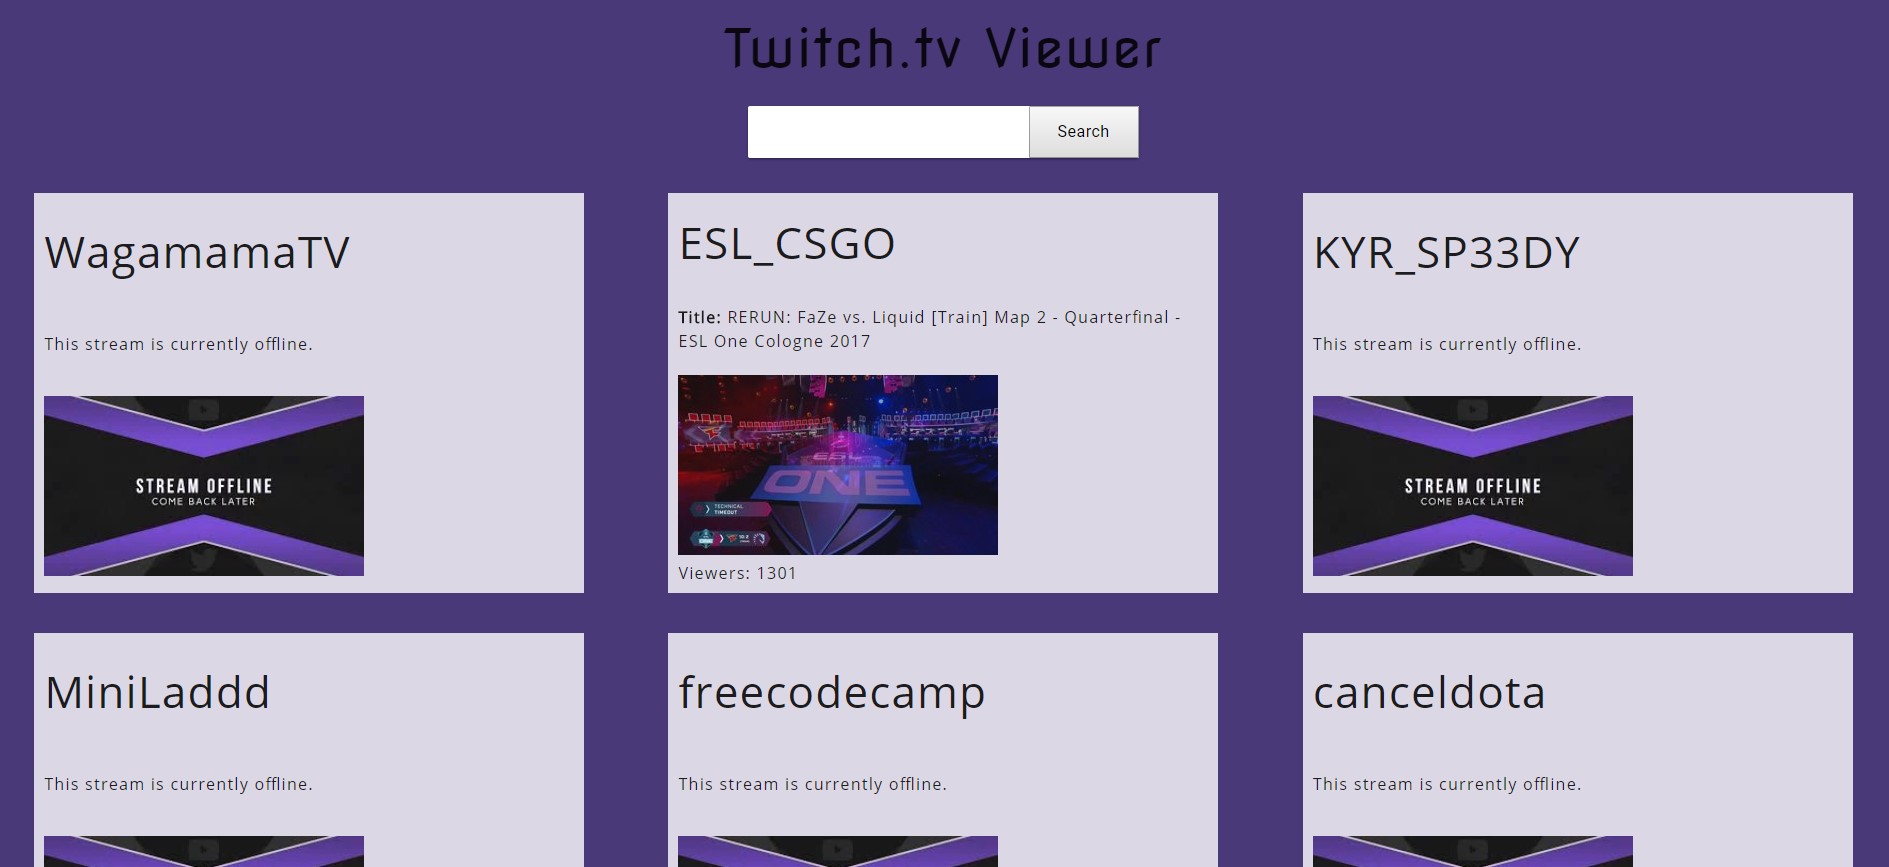 Twitch.tv Viewer
Search
WagamamaTV
This stream is currently offline.
STREAM OFFLINE
COME BACK LATER
ESL_CSGO
Title: RERUN: FaZe vs. Liquid [Train] Map 2 - Quarterfinal -
ESL One Cologne 2017
ESL
ONE
TECHNICAL
TIMEOUT
Viewers: 1301
KYR_SP33DY
This stream is currently offline.
STREAM OFFLINE
COME BACK LATER
MiniLaddd
This stream is currently offline.
freecodecamp
This stream is currently offline.
canceldota
This stream is currently offline.